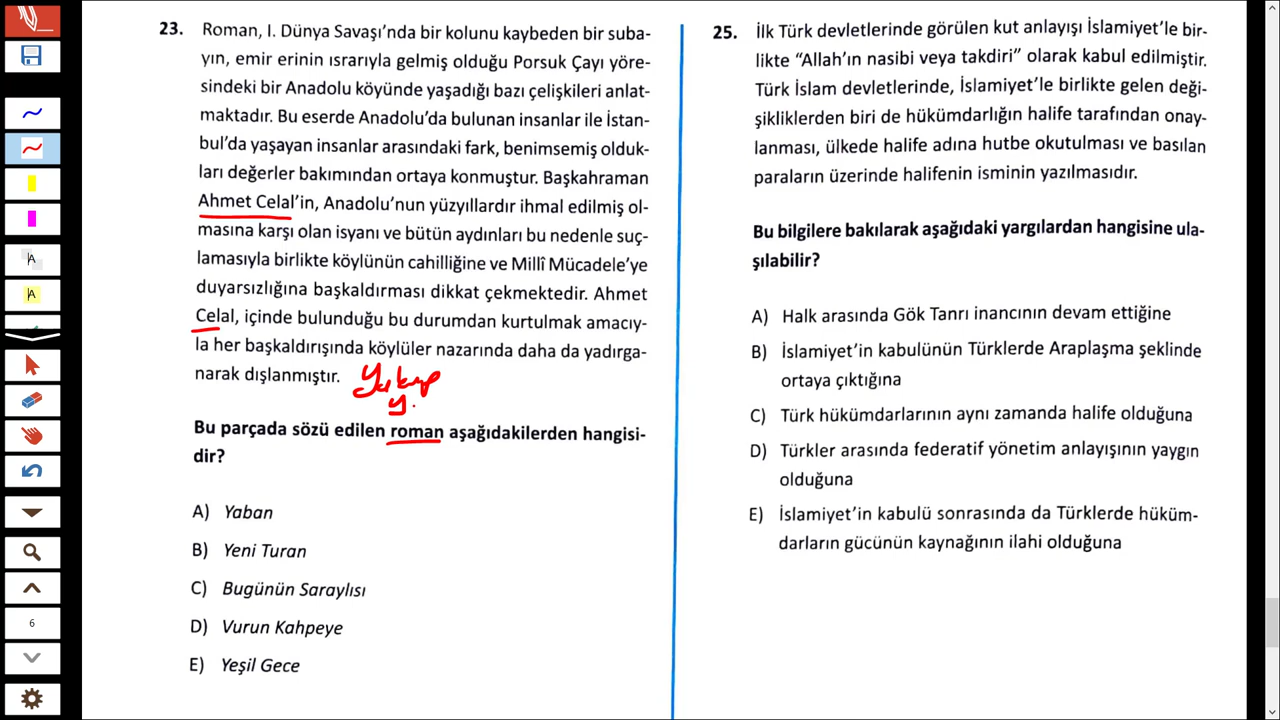 23. Roman, I. Dünya Savaşı'nda bir kolunu kaybeden bir suba-
yın, emir erinin ısrarıyla gelmiş olduğu Porsuk Çayı yöre-
sindeki bir Anadolu köyünde yaşadığı bazı çelişkileri anlat-
maktadır. Bu eserde Anadolu'da bulunan insanlar ile İstan-
bul'da yaşayan insanlar arasındaki fark, benimsemiş olduk-
ları değerler bakımından ortaya konmuştur. Başkahraman
Ahmet Celal'in, Anadolu'nun yüzyıllardır ihmal edilmiş ol-
masına karşı olan isyanı ve bütün aydınları bu nedenle suç-
lamasıyla birlikte köylünün cahilliğine ve Millî Mücadele'ye
duyarsızlığına başkaldırması dikkat çekmektedir. Ahmet
Celal, içinde bulunduğu bu durumdan kurtulmak amacıy-
la her başkaldırışında köylüler nazarında daha da yadırga-
narak dışlanmıştır.
Yakup
y.
Bu parçada sözü edilen roman aşağıdakilerden hangisi-
dir?
A) Yaban
B) Yeni Turan
C) Bugünün Saraylısı
D) Vurun Kahpeye
E) Yeşil Gece
25. İlk Türk devletlerinde görülen kut anlayışı İslamiyet'le bir-
likte “Allah'ın nasibi veya takdiri” olarak kabul edilmiştir.
Türk İslam devletlerinde, İslamiyet'le birlikte gelen deği-
şikliklerden biri de hükümdarlığın halife tarafından onay-
lanması, ülkede halife adına hutbe okutulması ve basılan
paraların üzerinde halifenin isminin yazılmasıdır.
Bu bilgilere bakılarak aşağıdaki yargılardan hangisine ula-
şılabilir?
A) Halk arasında Gök Tanrı inancının devam ettiğine
B) İslamiyet'in kabulünün Türklerde Araplaşma şeklinde
ortaya çıktığına
C) Türk hükümdarlarının aynı zamanda halife olduğuna
D) Türkler arasında federatif yönetim anlayışının yaygın
olduğuna
E) İslamiyet'in kabulü sonrasında da Türklerde hüküm-
darların gücünün kaynağının ilahi olduğuna
A
A
6